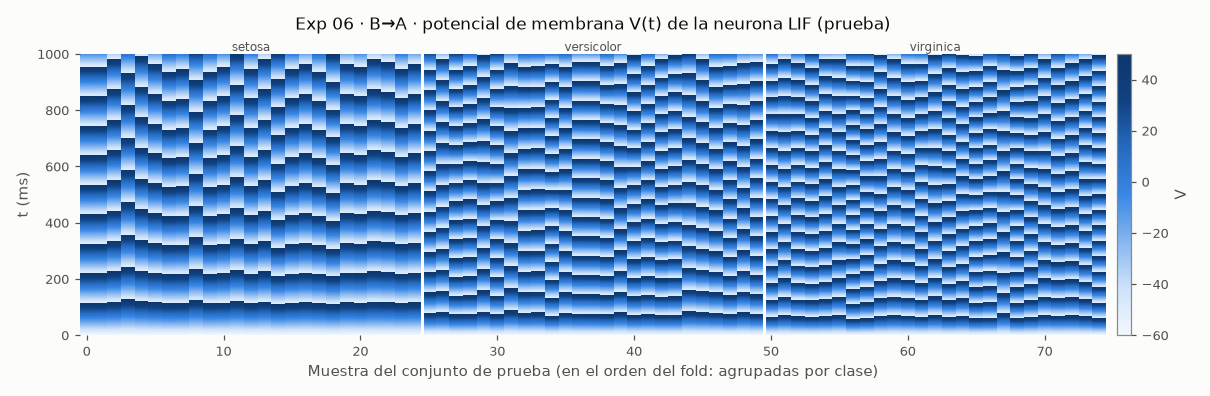 Exp 06 · B→A · potencial de membrana V(t) de la neurona LIF (prueba)
setosa versicolor virginica
1000
800
600
400
200
0
t (ms)
0 10 20 30 40 50 60 70
Muestra del conjunto de prueba (en el orden del fold: agrupadas por clase)
40
20
0
−20
−40
−60
V